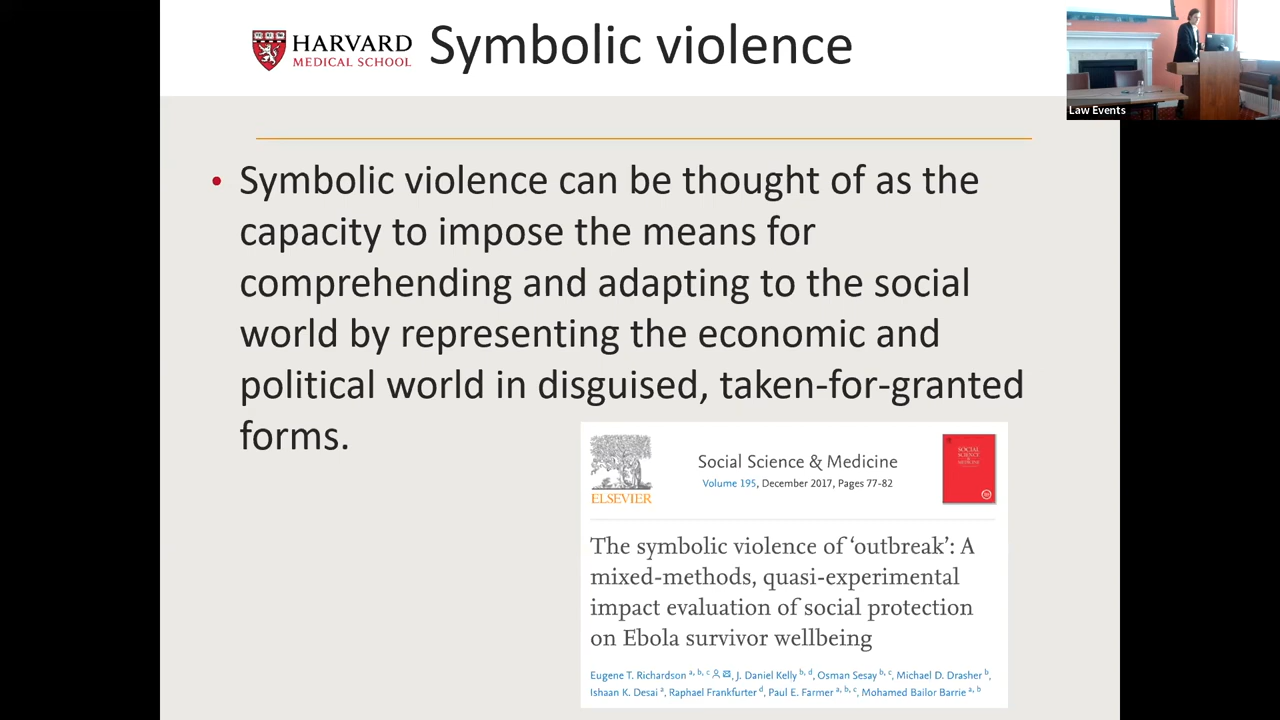 HARVARD
MEDICAL SCHOOL
Symbolic violence
Law Events
• Symbolic violence can be thought of as the
capacity to impose the means for
comprehending and adapting to the social
world by representing the economic and
political world in disguised, taken-for-granted
forms.
ELSEVIER
Social Science & Medicine
Volume 195, December 2017, Pages 77-82
SOCIAL
SCIENCE
& MEDICINE
The symbolic violence of ‘outbreak’: A
mixed-methods, quasi-experimental
impact evaluation of social protection
on Ebola survivor wellbeing
Eugene T. Richardson a, b, c, J. Daniel Kelly b, d, Osman Sesay b, c, Michael D. Drasher b,
Ishaan K. Desai a, Raphael Frankfurter d, Paul E. Farmer a, b, c, Mohamed Bailor Barrie a, b